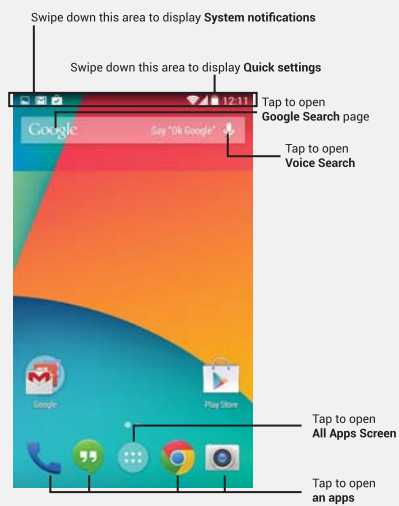 Swipe down this area to display System notifications
Swipe down this area to display Quick settings
12:11
Tap to open
Google Search page
Google
Say "Ok Google"
Tap to open
Voice Search
Google
Play Store
Tap to open
All Apps Screen
Tap to open
an apps